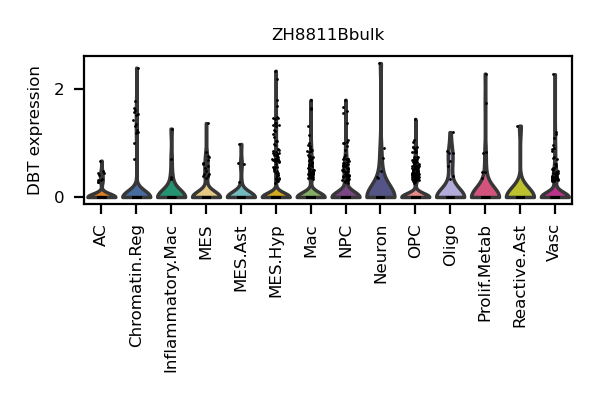 ZH8811Bbulk
DBT expression
2
0
AC
Chromatin.Reg
Inflammatory.Mac
MES
MES.Ast
MES.Hyp
Mac
NPC
Neuron
OPC
Oligo
Prolif.Metab
Reactive.Ast
Vasc